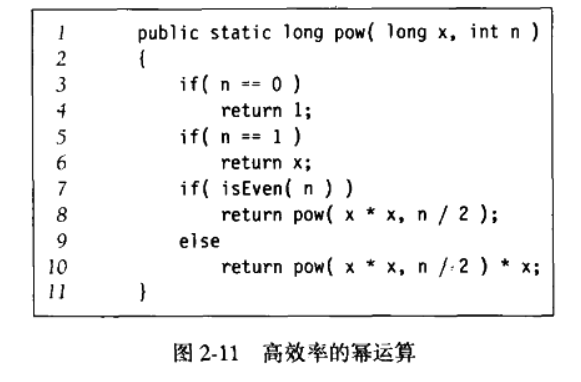 1 public static long pow( long x, int n )
2 {
3 if( n == 0 )
4 return 1;
5 if( n == 1 )
6 return x;
7 if( isEven( n ) )
8 return pow( x * x, n / 2 );
9 else
10 return pow( x * x, n / 2 ) * x;
11 }
图 2-11 高效率的幂运算